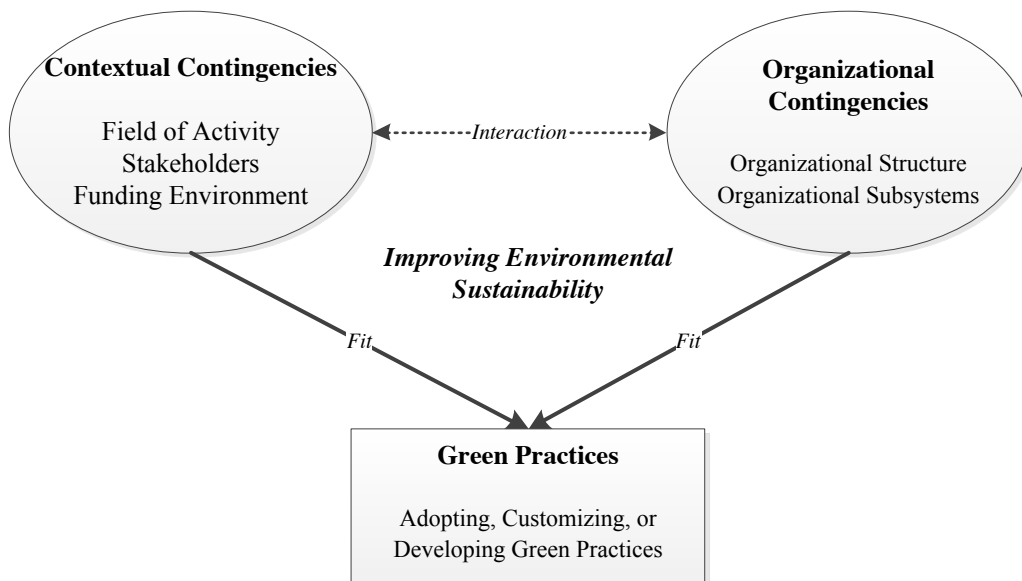 Contextual Contingencies
Field of Activity
Stakeholders
Funding Environment
Interaction
Organizational
Contingencies
Organizational Structure
Organizational Subsystems
Improving Environmental
Sustainability
Fit
Fit
Green Practices
Adopting, Customizing, or
Developing Green Practices